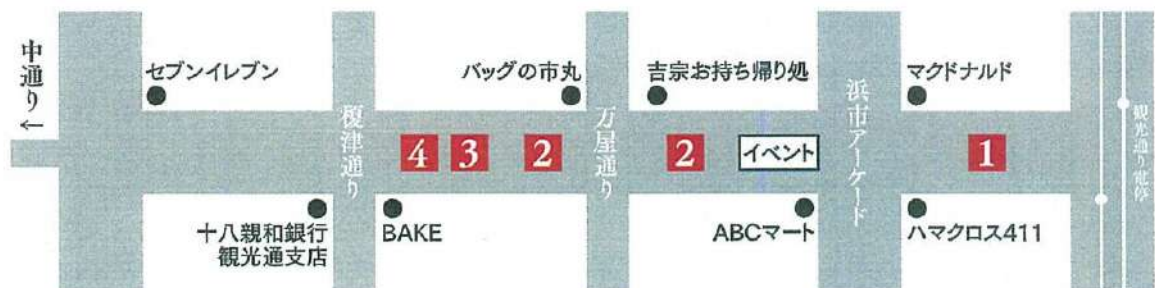 中通り←
セブンイレブン
バッグの市丸
吉宗お持ち帰り処
マクドナルド
榎津通り
万屋通り
浜市アーケード
観光通り電停
4
3
2
2
イベント
1
十八親和銀行
観光通支店
BAKE
ABCマート
ハマクロス411